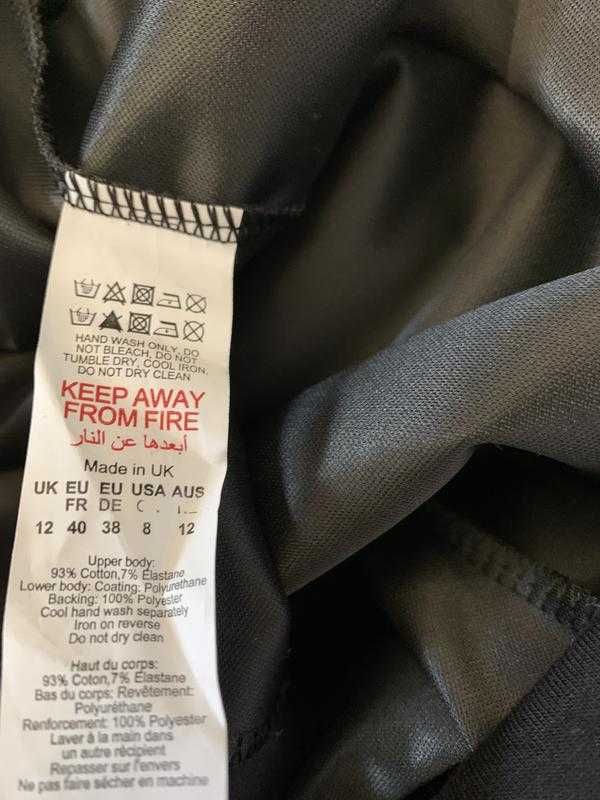 HAND WASH ONLY, DO
NOT BLEACH, DO NOT
TUMBLE DRY, COOL IRON,
DO NOT DRY CLEAN
KEEP AWAY
FROM FIRE
أبعدها عن النار
Made in UK
UK EU EU USA AUS
FR DE
12 40 38 8 12
Upper body:
93% Cotton,7% Elastane
Lower body: Coating: Polyurethane
Backing: 100% Polyester
Cool hand wash separately
Iron on reverse
Do not dry clean
Haut du corps:
93% Coton,7% Élastane
Bas du corps: Revêtement:
Polyuréthane
Renforcement: 100% Polyester
Laver à la main dans
un autre récipient
Repasser sur l'envers
Ne pas faire sécher en machine